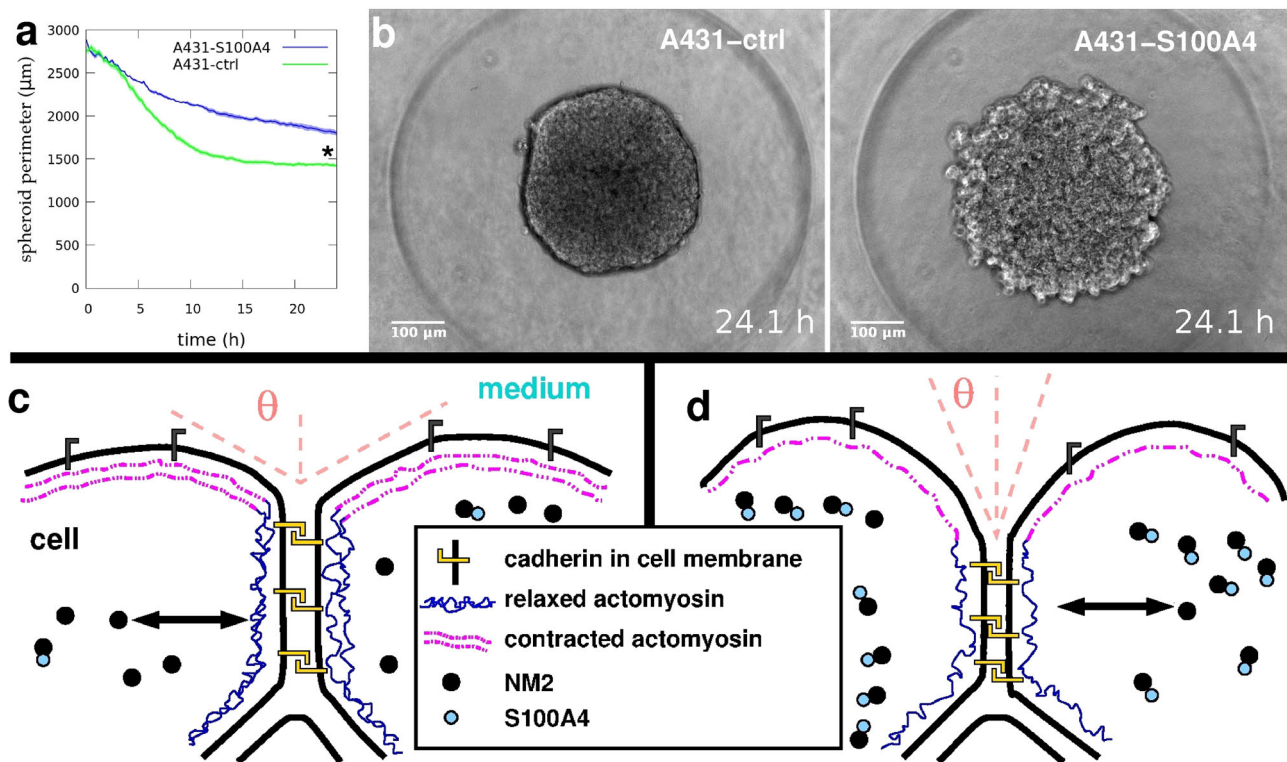 a
3000
2500
2000
1500
1000
500
0
spheroid perimeter (µm)
A431-S100A4
A431-ctrl
*
0 5 10 15 20
time (h)
b
A431−ctrl
100 µm
24.1 h
A431−S100A4
100 µm
24.1 h
c
θ
medium
cell
d
θ
cadherin in cell membrane
relaxed actomyosin
contracted actomyosin
NM2
S100A4